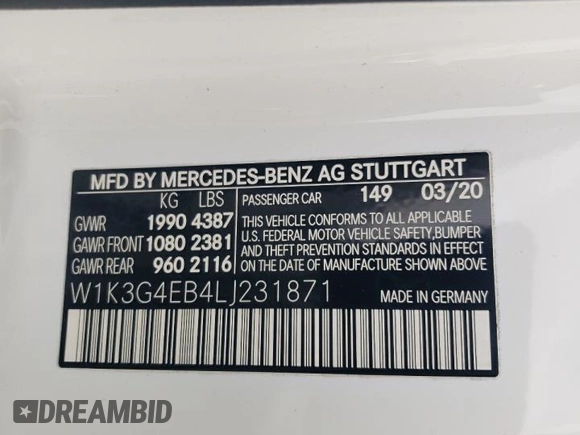 MFD BY MERCEDES-BENZ AG STUTTGART
KG LBS
GVWR 1990 4387
GAWR FRONT 1080 2381
GAWR REAR 960 2116
PASSENGER CAR 149 03/20
THIS VEHICLE CONFORMS TO ALL APPLICABLE
U.S. FEDERAL MOTOR VEHICLE SAFETY,BUMPER
AND THEFT PREVENTION STANDARDS IN EFFECT
ON THE DATE OF MANUFACTURE SHOWN ABOVE.
W1K3G4EB4LJ231871
MADE IN GERMANY
DREAMBID